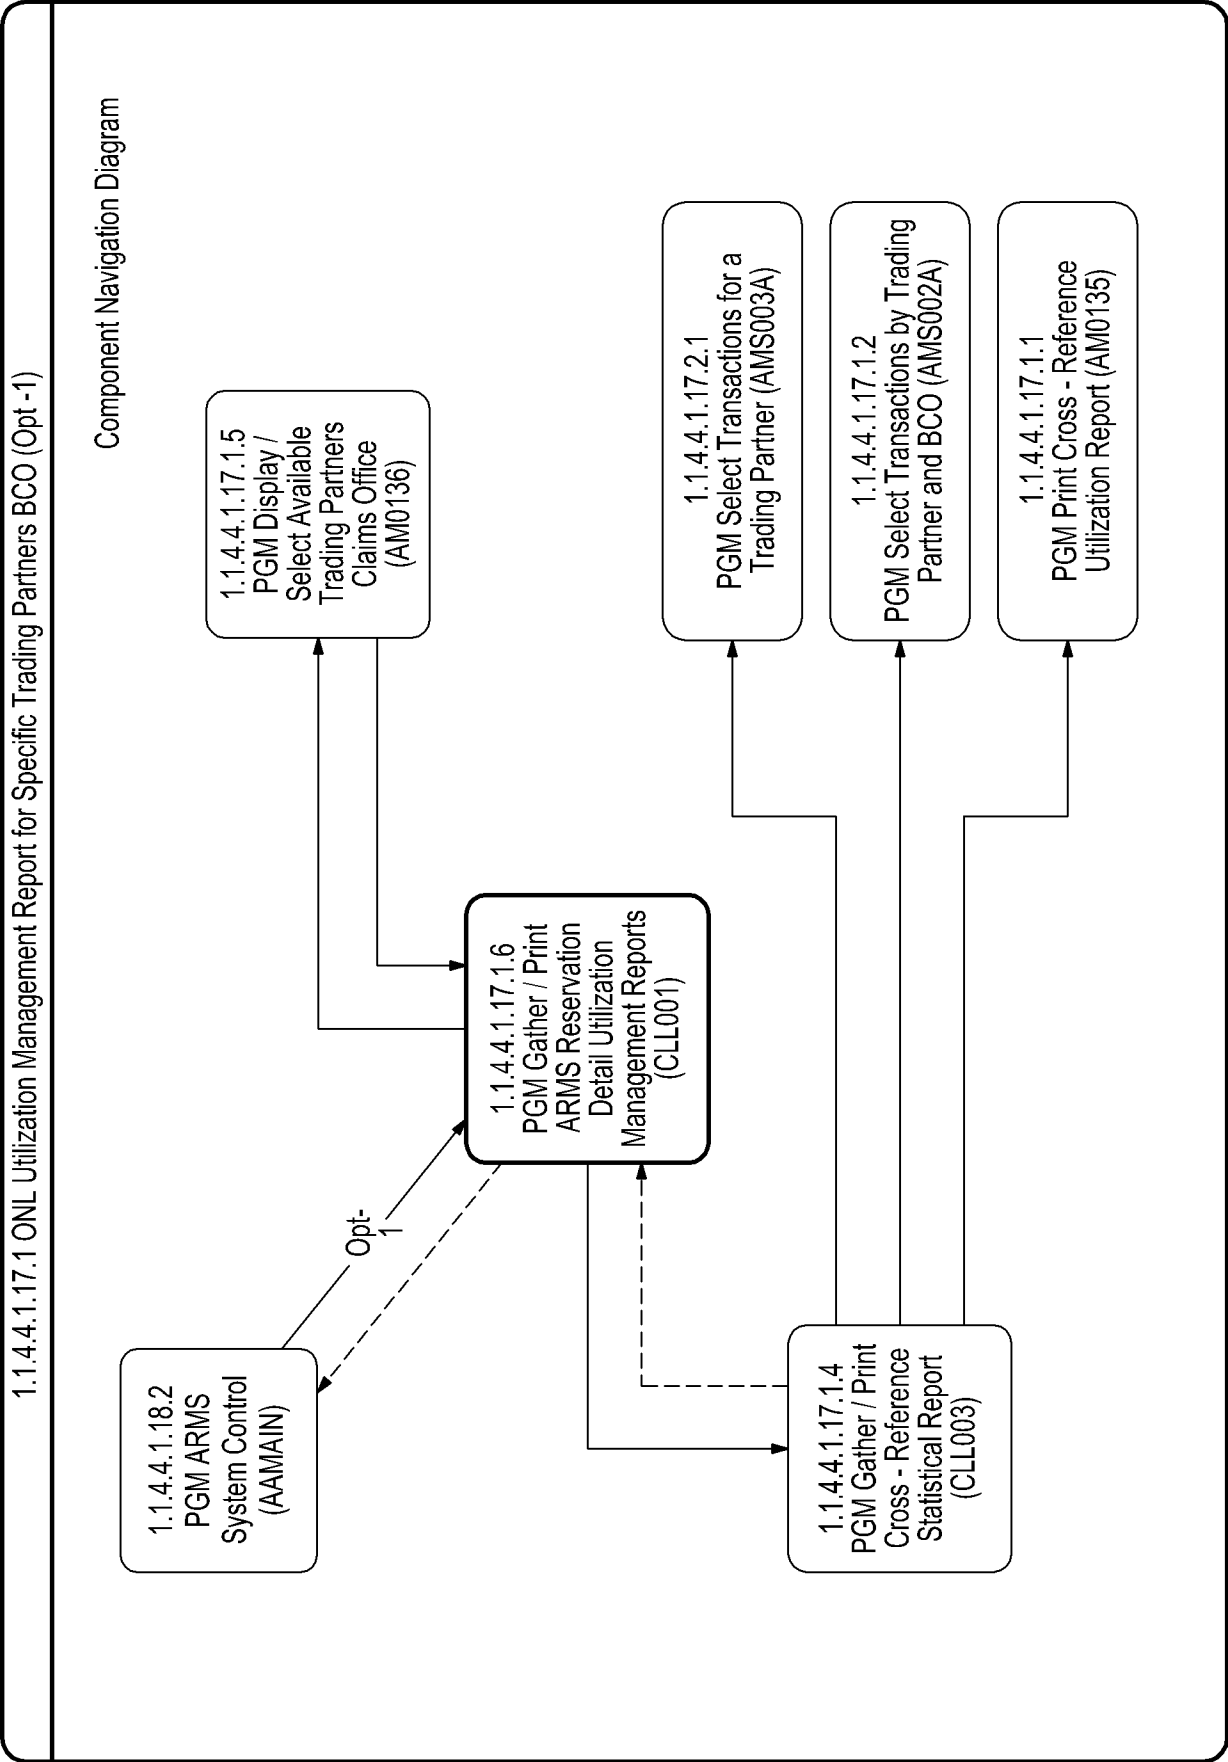 1.1.4.4.1.17.1 ONL Utilization Management Report for Specific Trading Partners BCO (Opt -1)
Component Navigation Diagram
1.1.4.4.1.18.2
PGM ARMS
System Control
(AAMAIN)
Opt-
1
1.1.4.4.1.17.1.5
PGM Display /
Select Available
Trading Partners
Claims Office
(AM0136)
1.1.4.4.1.17.1.6
PGM Gather / Print
ARMS Reservation
Detail Utilization
Management Reports
(CLL001)
1.1.4.4.1.17.2.1
PGM Select Transactions for a
Trading Partner (AMS003A)
1.1.4.4.1.17.1.2
PGM Select Transactions by Trading
Partner and BCO (AMS002A)
1.1.4.4.1.17.1.1
PGM Print Cross - Reference
Utilization Report (AM0135)
1.1.4.4.1.17.1.4
PGM Gather / Print
Cross - Reference
Statistical Report
(CLL003)